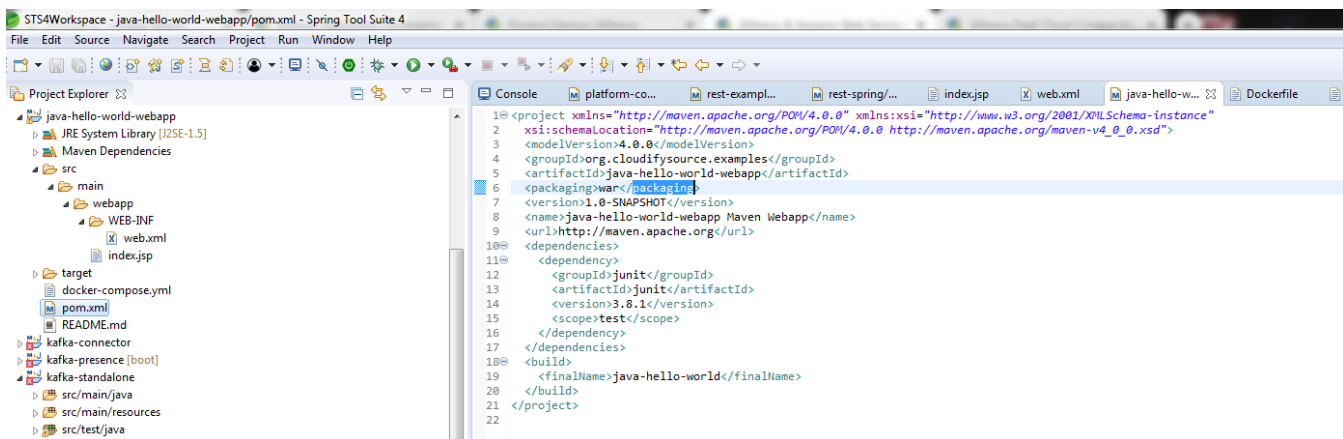 STS4Workspace - java-hello-world-webapp/pom.xml - Spring Tool Suite 4
File Edit Source Navigate Search Project Run Window Help
Project Explorer
java-hello-world-webapp
JRE System Library [J2SE-1.5]
Maven Dependencies
src
main
webapp
WEB-INF
web.xml
index.jsp
target
docker-compose.yml
pom.xml
README.md
kafka-connector
kafka-presence [boot]
kafka-standalone
src/main/java
src/main/resources
src/test/java
Console platform-co... rest-exampl... rest-spring/... index.jsp web.xml java-hello-w... Dockerfile
1 <project xmlns="http://maven.apache.org/POM/4.0.0" xmlns:xsi="http://www.w3.org/2001/XMLSchema-instance"
2 xsi:schemaLocation="http://maven.apache.org/POM/4.0.0 http://maven.apache.org/maven-v4_0_0.xsd">
3 <modelVersion>4.0.0</modelVersion>
4 <groupId>org.cloudifysource.examples</groupId>
5 <artifactId>java-hello-world-webapp</artifactId>
6 <packaging>war</packaging>
7 <version>1.0-SNAPSHOT</version>
8 <name>java-hello-world-webapp Maven Webapp</name>
9 <url>http://maven.apache.org</url>
10 <dependencies>
11 <dependency>
12 <groupId>junit</groupId>
13 <artifactId>junit</artifactId>
14 <version>3.8.1</version>
15 <scope>test</scope>
16 </dependency>
17 </dependencies>
18 <build>
19 <finalName>java-hello-world</finalName>
20 </build>
21 </project>
22